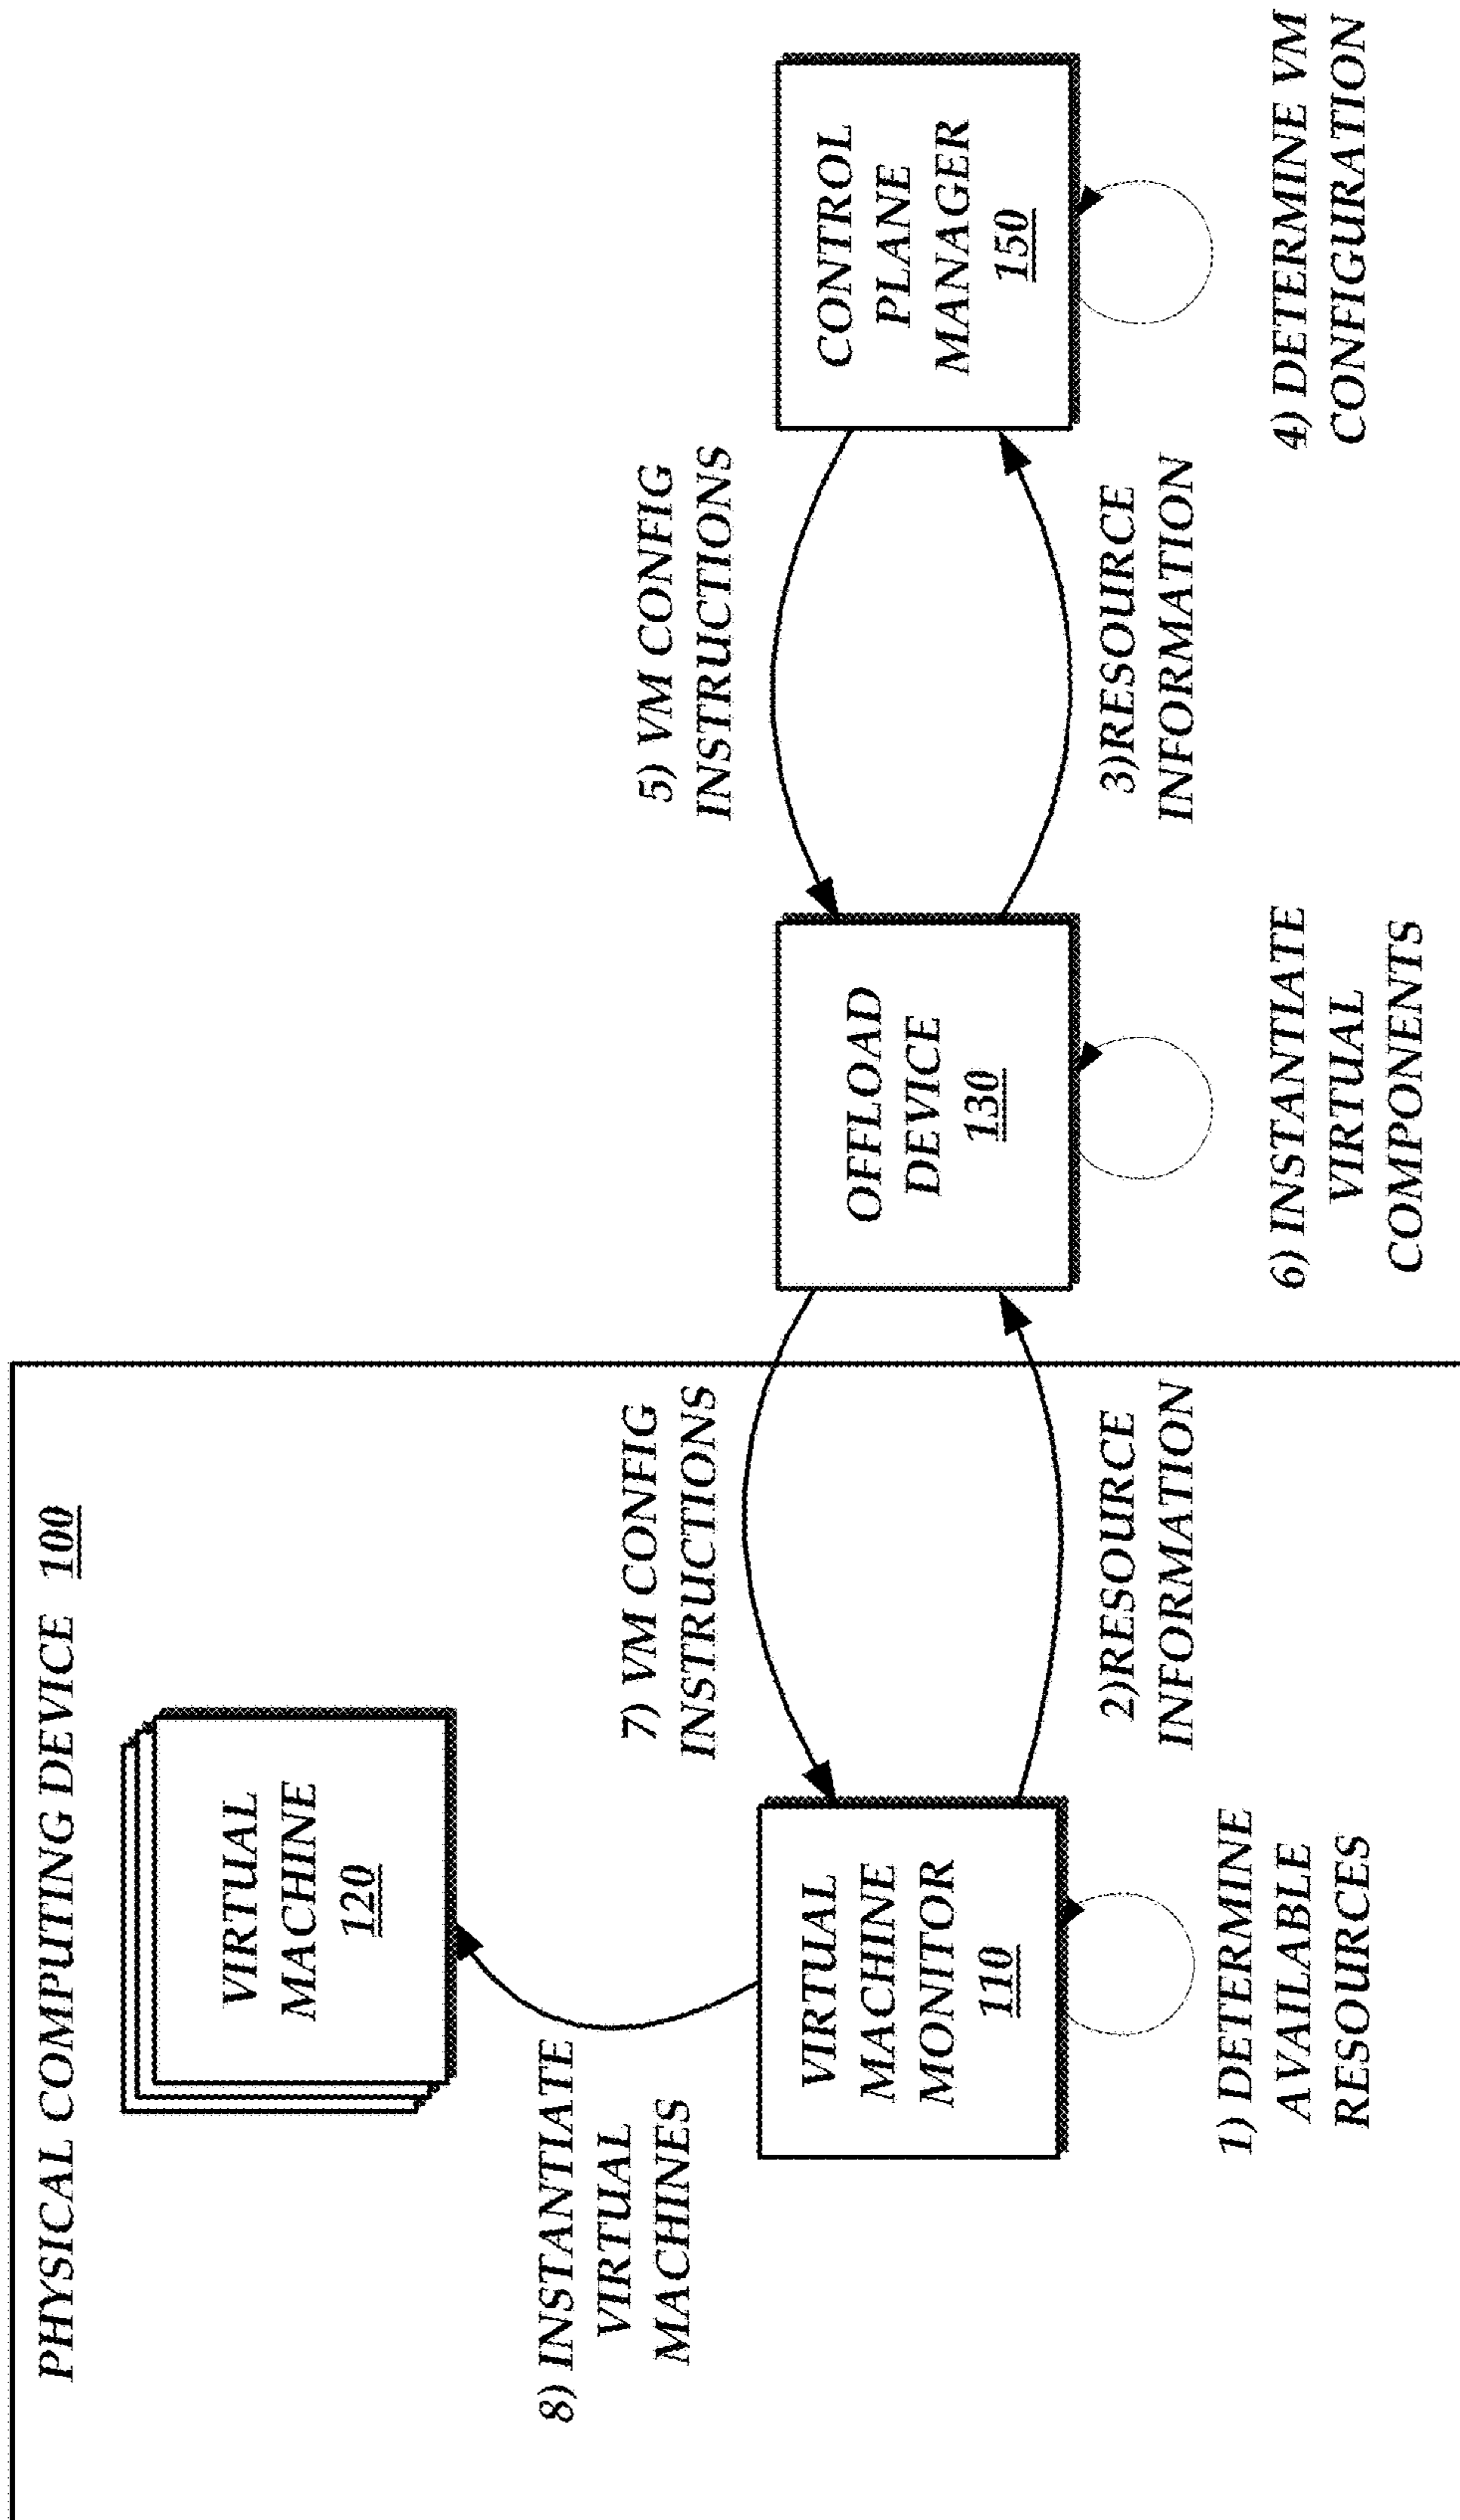 PHYSICAL COMPUTING DEVICE 100
VIRTUAL
MACHINE
120
8) INSTANTIATE
VIRTUAL
MACHINES
7) VM CONFIG
INSTRUCTIONS
5) VM CONFIG
INSTRUCTIONS
VIRTUAL
MACHINE
MONITOR
110
OFFLOAD
DEVICE
130
CONTROL
PLANE
MANAGER
150
2)RESOURCE
INFORMATION
3)RESOURCE
INFORMATION
1) DETERMINE
AVAILABLE
RESOURCES
6) INSTANTIATE
VIRTUAL
COMPONENTS
4) DETERMINE VM
CONFIGURATION